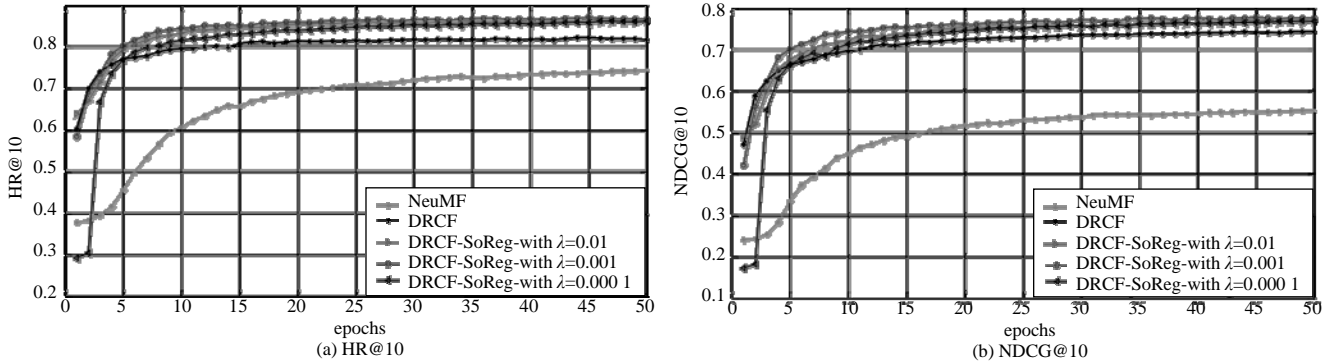 0.9
0.8
0.7
0.6
0.5
0.4
0.3
0.2
HR@10
NeuMF
DRCF
DRCF-SoReg-with λ=0.01
DRCF-SoReg-with λ=0.001
DRCF-SoReg-with λ=0.000 1
0 5 10 15 20 25 30 35 40 45 50
epochs
(a) HR@10
0.8
0.7
0.6
0.5
0.4
0.3
0.2
0.1
NDCG@10
NeuMF
DRCF
DRCF-SoReg-with λ=0.01
DRCF-SoReg-with λ=0.001
DRCF-SoReg-with λ=0.000 1
0 5 10 15 20 25 30 35 40 45 50
epochs
(b) NDCG@10